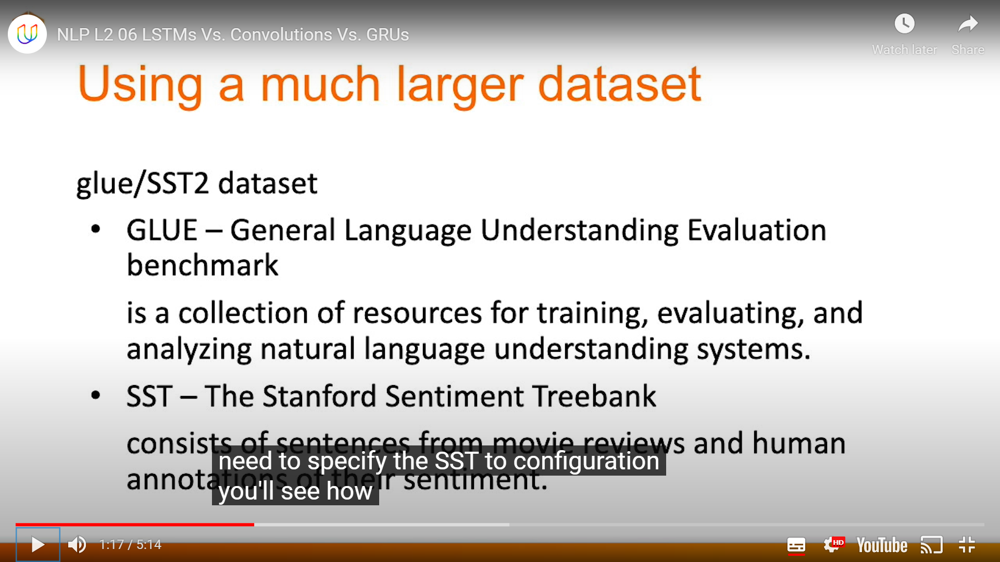 NLP L2 06 LSTMs Vs. Convolutions Vs. GRUs
Watch later
Share
Using a much larger dataset
glue/SST2 dataset
• GLUE – General Language Understanding Evaluation
benchmark
is a collection of resources for training, evaluating, and
analyzing natural language understanding systems.
• SST – The Stanford Sentiment Treebank
consists of sentences from movie reviews and human
annotations of their sentiment.
need to specify the SST to configuration
you'll see how
1:17 / 5:14
HD
YouTube